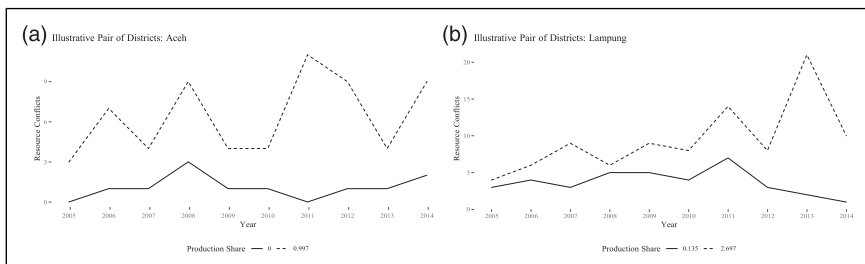 (a) Illustrative Pair of Districts: Aceh
Resource Conflicts
9
6
3
0
2005 2006 2007 2008 2009 2010 2011 2012 2013 2014
Year
Production Share 0 0.997
(b) Illustrative Pair of Districts: Lampung
Resource Conflicts
20
15
10
5
0
2005 2006 2007 2008 2009 2010 2011 2012 2013 2014
Year
Production Share 0.135 2.697